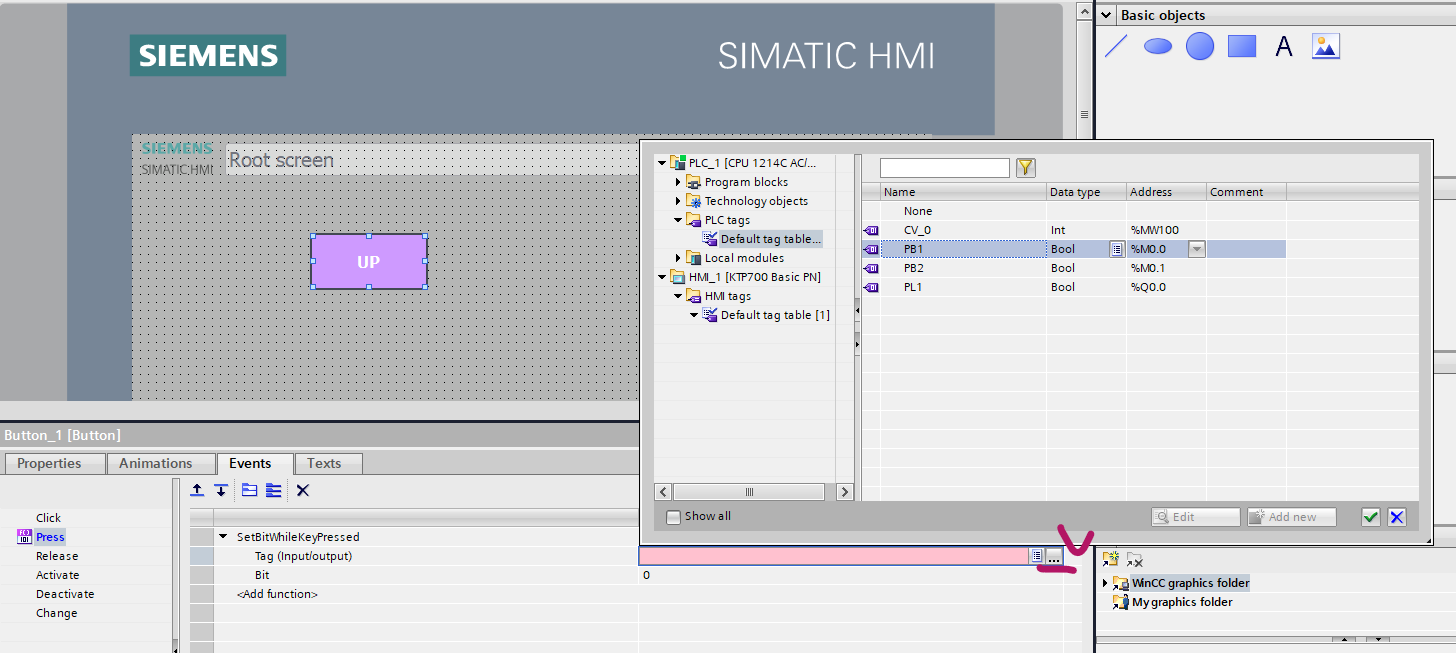 SIEMENS
SIMATIC HMI
Basic objects
A
SIEMENS
SIMATIC HMI
Root screen
UP
PLC_1 [CPU 1214C AC/...
Program blocks
Technology objects
PLC tags
Default tag table...
Local modules
HMI_1 [KTP700 Basic PN]
HMI tags
Default tag table [1]
Name Data type Address Comment
None
CV_0 Int %MW100
PB1 Bool %M0.0
PB2 Bool %M0.1
PL1 Bool %Q0.0
Show all
Edit
Add new
Button_1 [Button]
Properties Animations Events Texts
Click
Press
Release
Activate
Deactivate
Change
SetBitWhileKeyPressed
Tag (Input/output)
...
Bit 0
<Add function>
WinCC graphics folder
My graphics folder